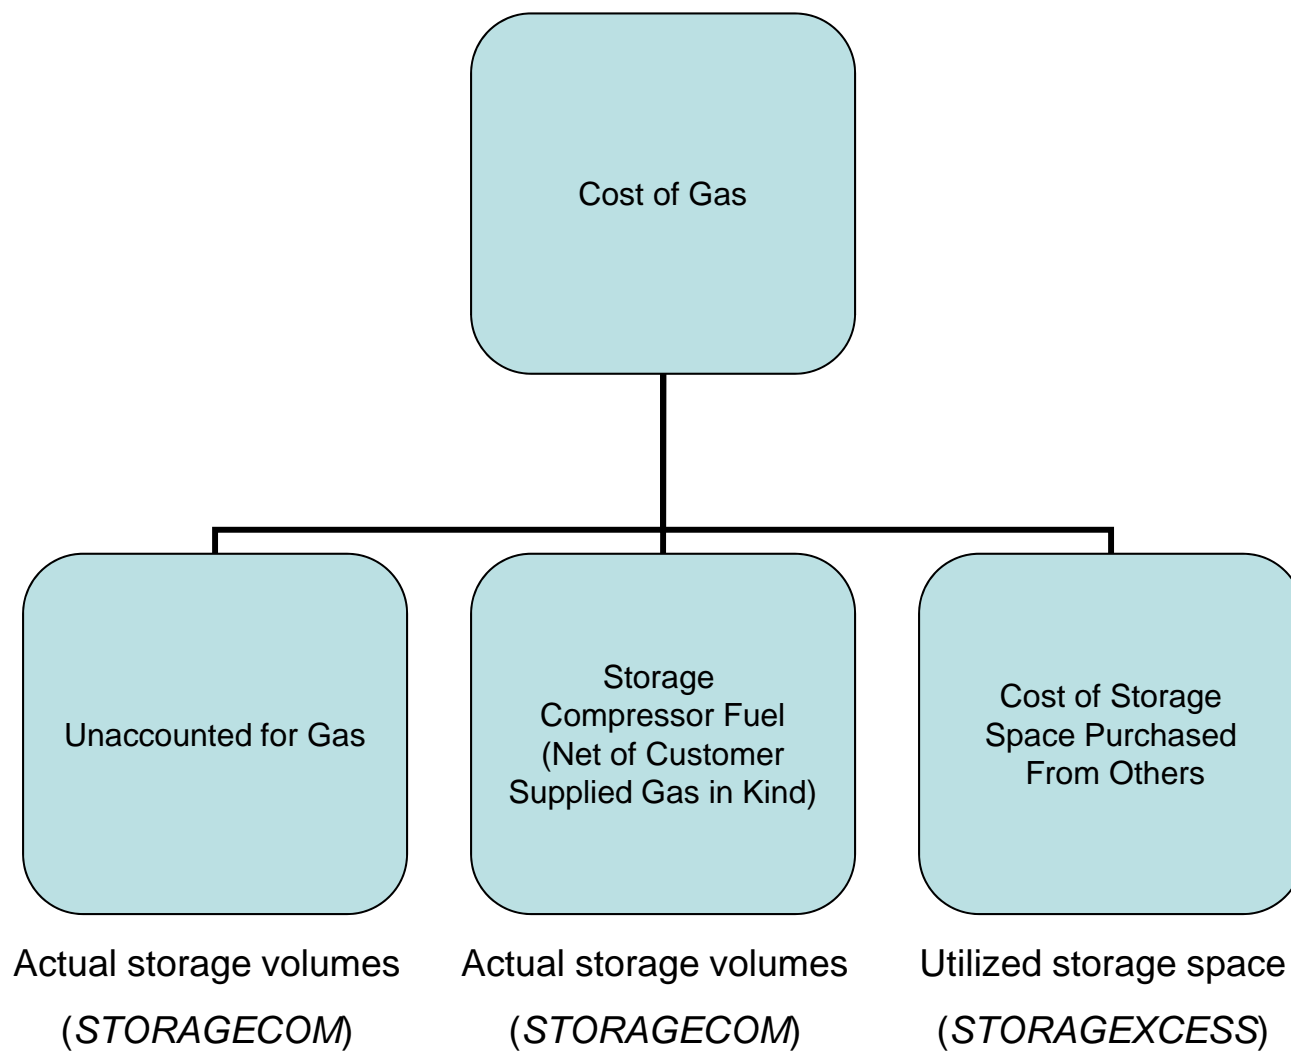 Cost of Gas
Unaccounted for Gas
Storage
Compressor Fuel
(Net of Customer
Supplied Gas in Kind)
Cost of Storage
Space Purchased
From Others
Actual storage volumes
(STORAGECOM)
Actual storage volumes
(STORAGECOM)
Utilized storage space
(STORAGEXCESS)